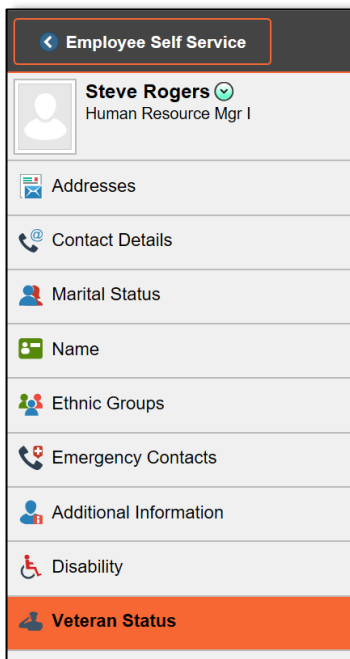 Employee Self Service
Steve Rogers
Human Resource Mgr I
Addresses
Contact Details
Marital Status
Name
Ethnic Groups
Emergency Contacts
Additional Information
Disability
Veteran Status